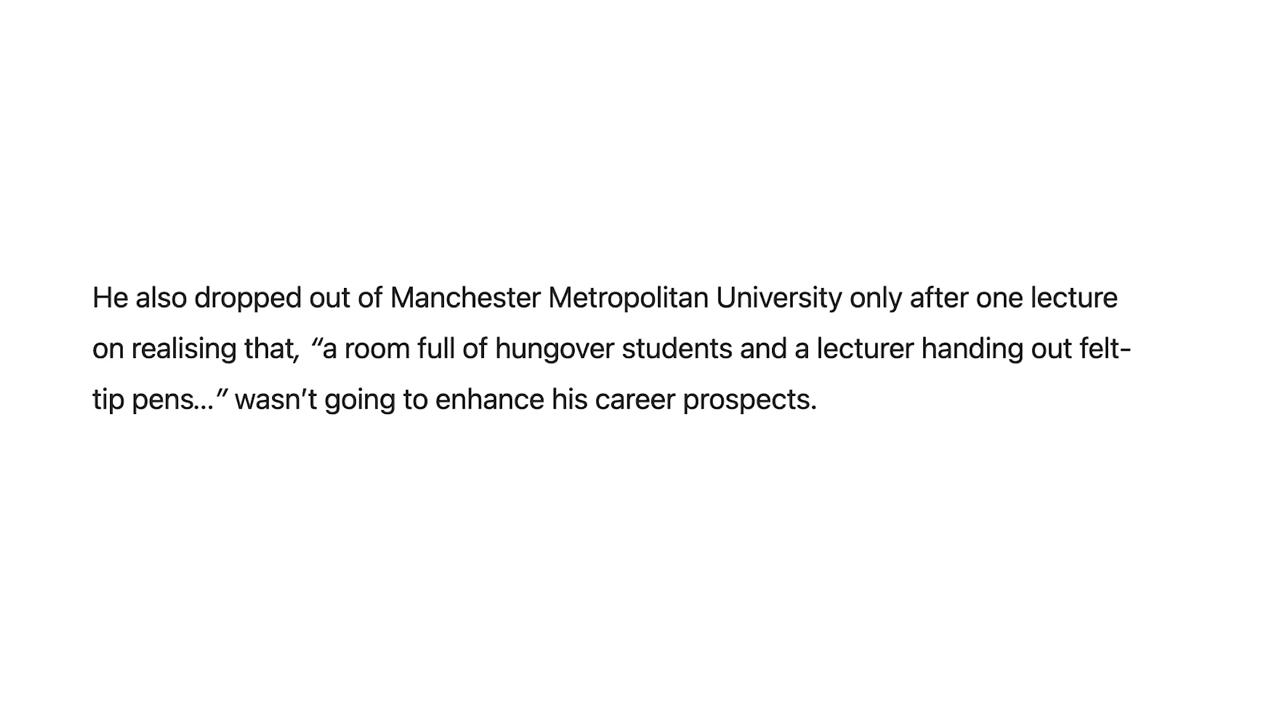 He also dropped out of Manchester Metropolitan University only after one lecture
on realising that, “a room full of hungover students and a lecturer handing out felt-
tip pens...” wasn’t going to enhance his career prospects.